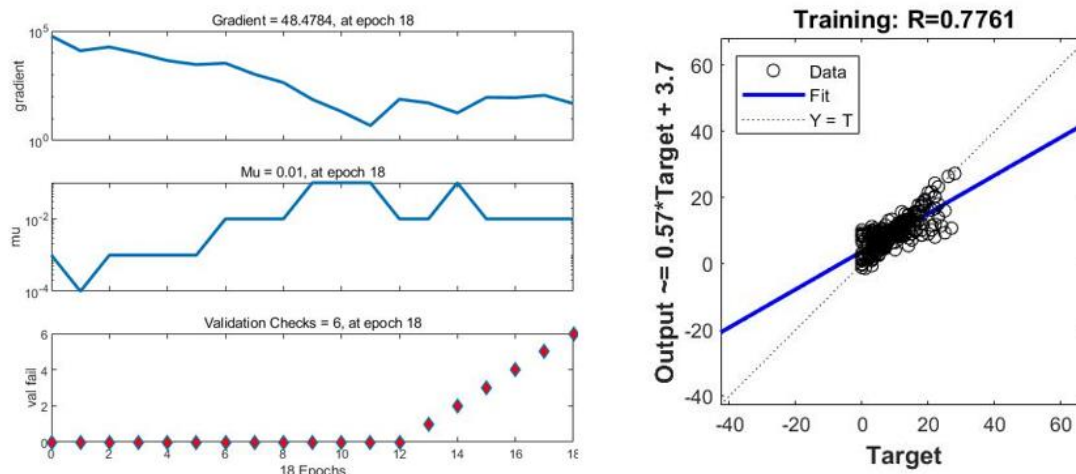 Gradient = 48.4784, at epoch 18
10^5
gradient
10^0
Mu = 0.01, at epoch 18
10^-2
mu
10^-4
Validation Checks = 6, at epoch 18
6
4
val fail
2
0
0 2 4 6 8 10 12 14 16 18
18 Epochs
Training: R=0.7761
Output ~= 0.57*Target + 3.7
60
40
20
0
-20
-40
Data
Fit
Y = T
-40 -20 0 20 40 60
Target